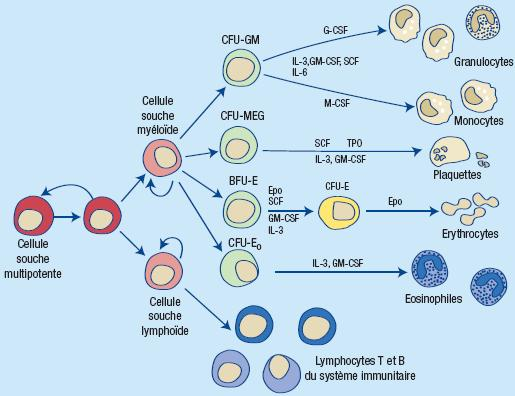 CFU-GM
G-CSF
IL-3,GM-CSF, SCF
IL-6
Granulocytes
M-CSF
Monocytes
Cellule
souche
myéloïde
CFU-MEG
SCF TPO
IL-3, GM-CSF
Plaquettes
BFU-E
Epo
SCF
GM-CSF
IL-3
CFU-E
Epo
Erythrocytes
Cellule
souche
multipotente
CFU-E0
IL-3, GM-CSF
Eosinophiles
Cellule
souche
lymphoïde
Lymphocytes T et B
du système immunitaire